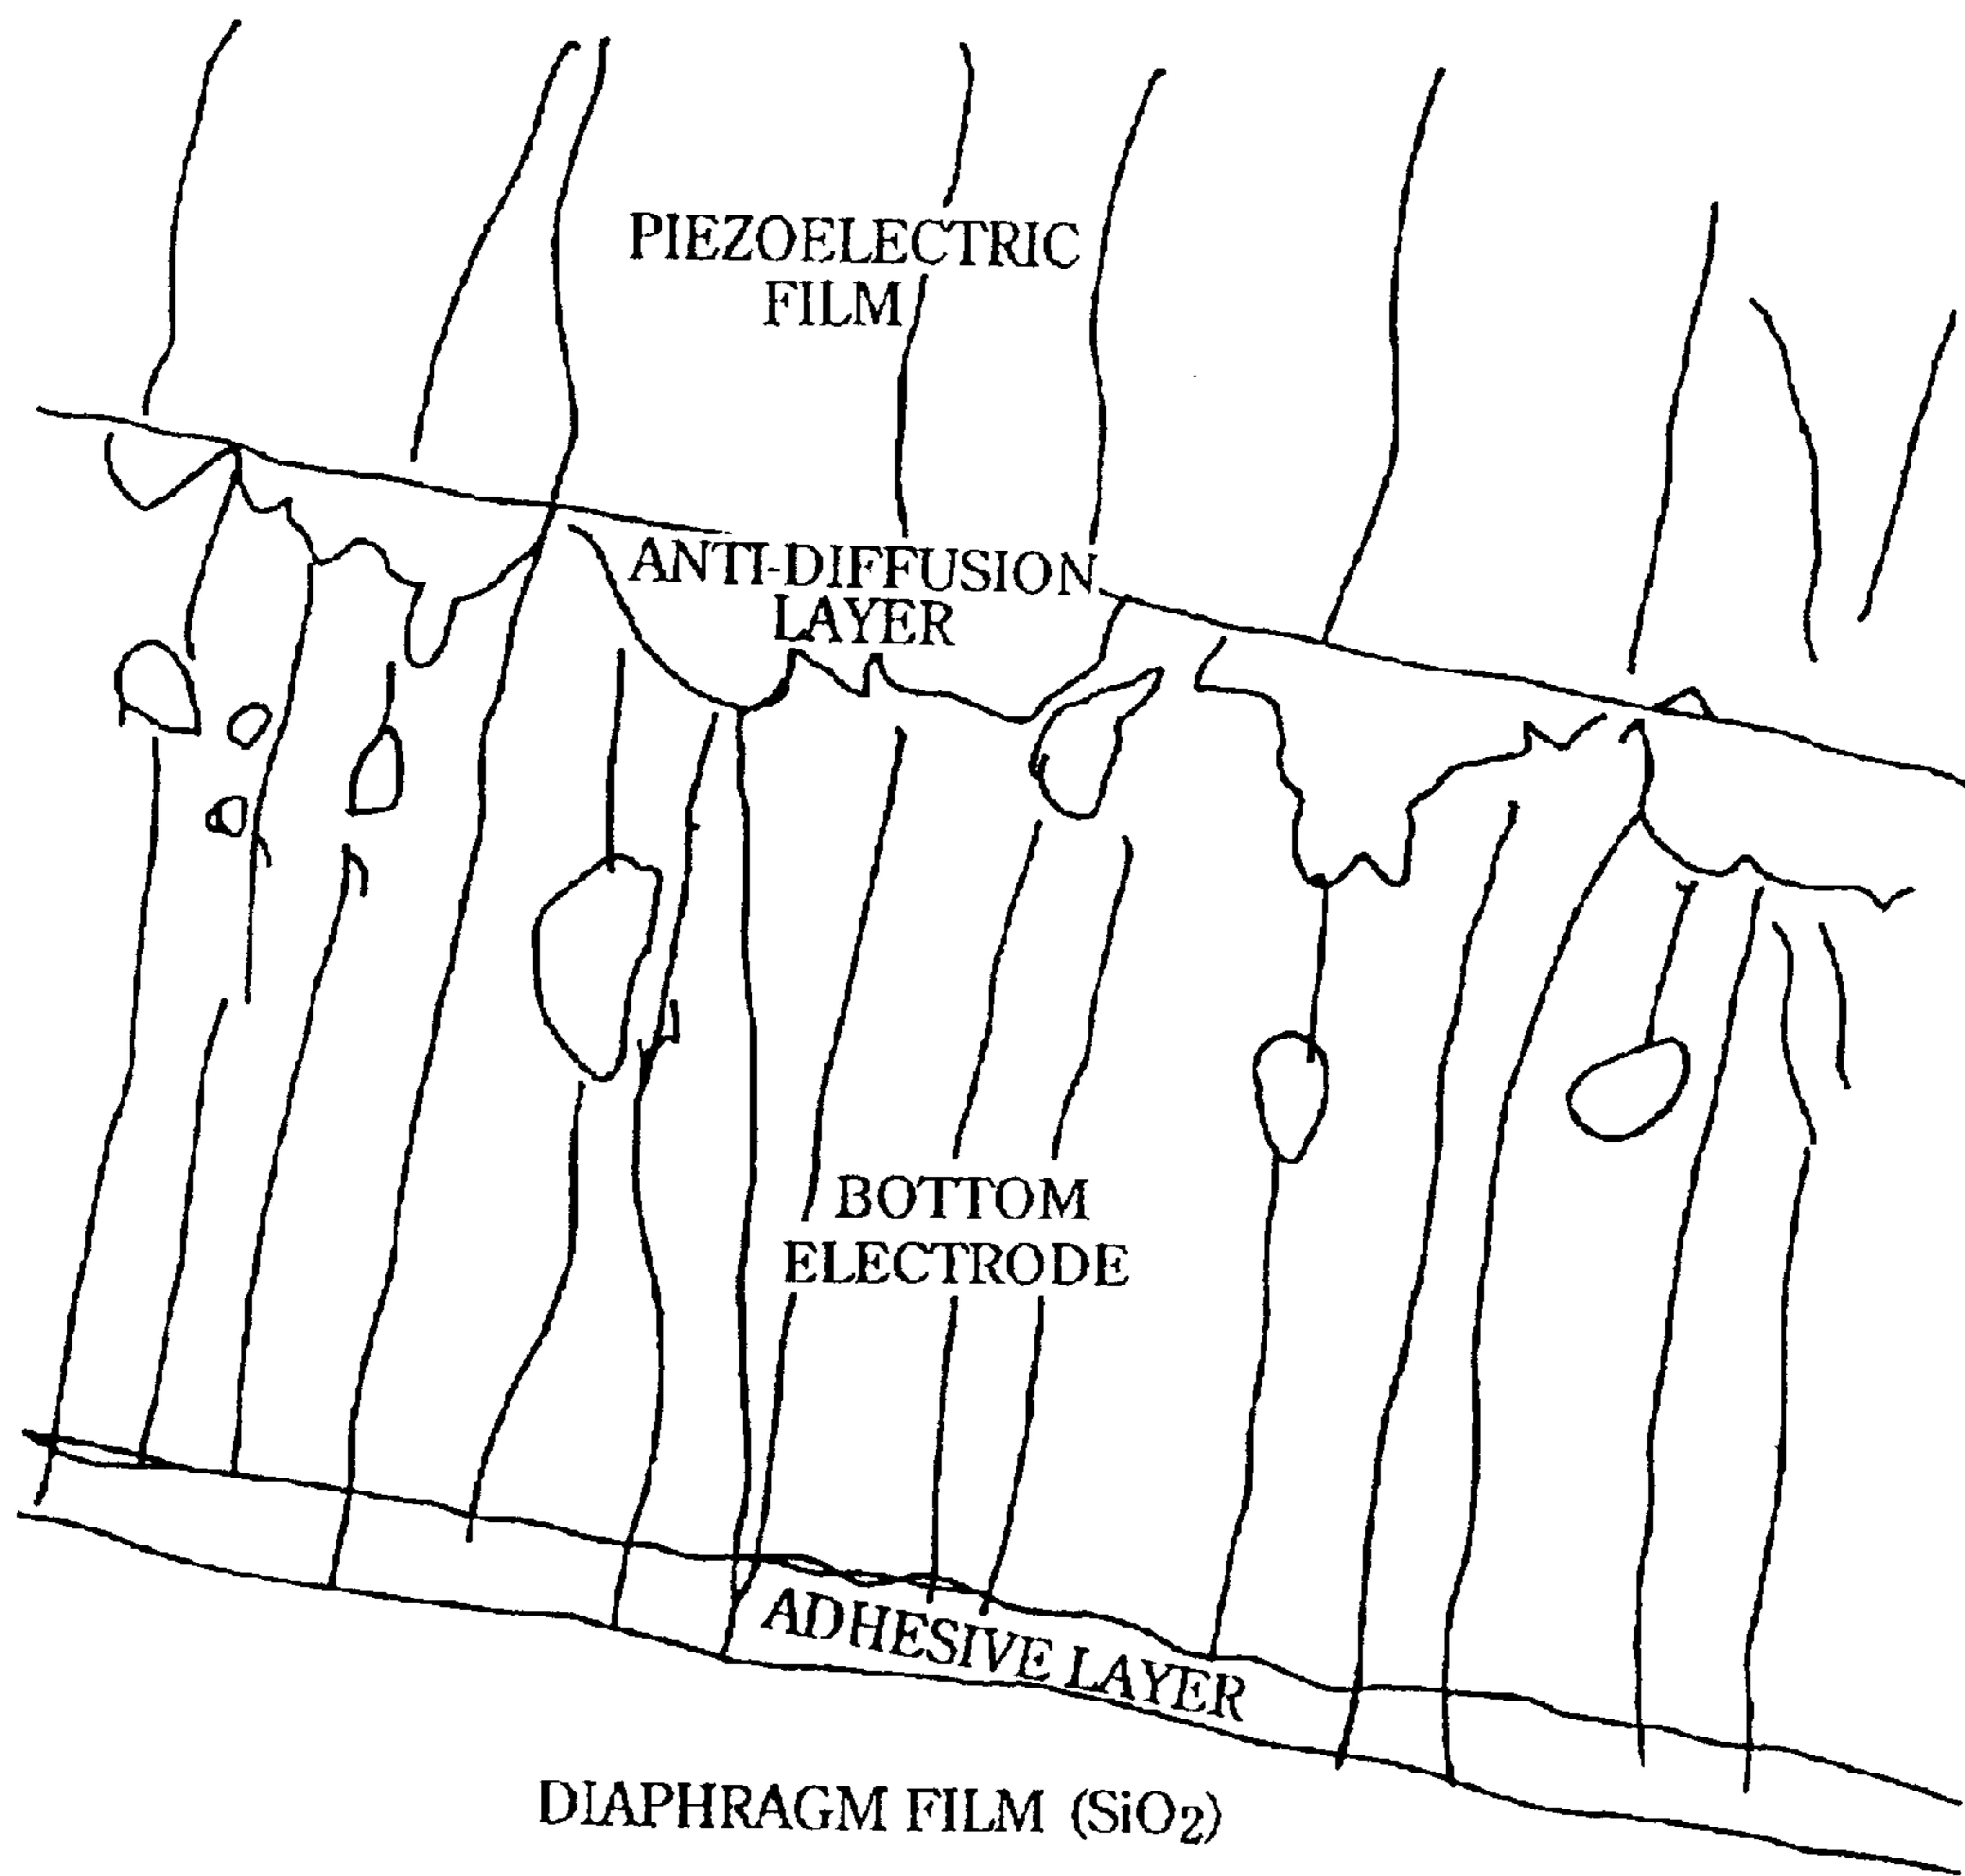 PIEZOELECTRIC
FILM
ANTI-DIFFUSION
LAYER
BOTTOM
ELECTRODE
ADHESIVE LAYER
DIAPHRAGM FILM (SiO2)